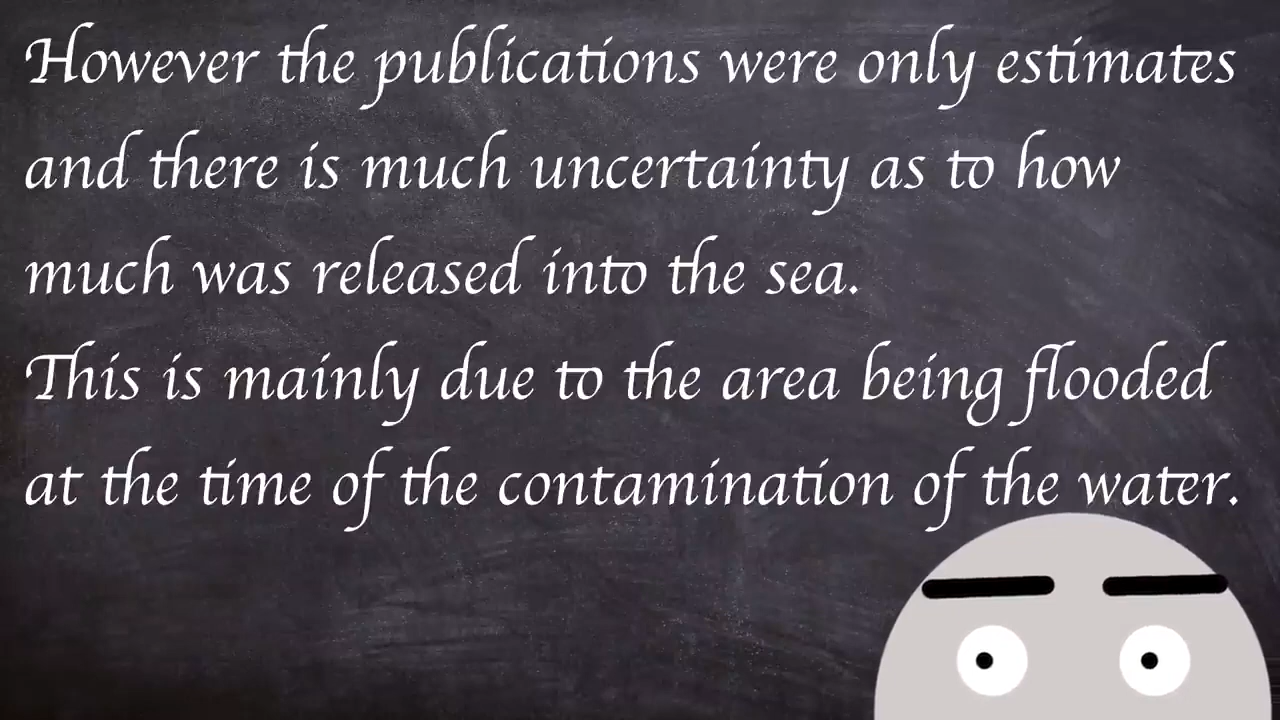 However the publications were only estimates
and there is much uncertainty as to how
much was released into the sea.
This is mainly due to the area being flooded
at the time of the contamination of the water.